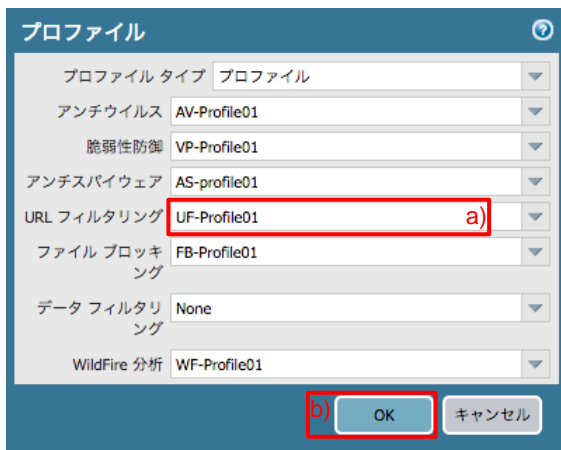 プロファイル
プロファイル タイプ プロファイル
アンチウイルス AV-Profile01
脆弱性防御 VP-Profile01
アンチスパイウェア AS-profile01
URL フィルタリング UF-Profile01 a)
ファイル ブロッキ FB-Profile01
ング
データ フィルタリ None
ング
WildFire 分析 WF-Profile01
b) OK キャンセル